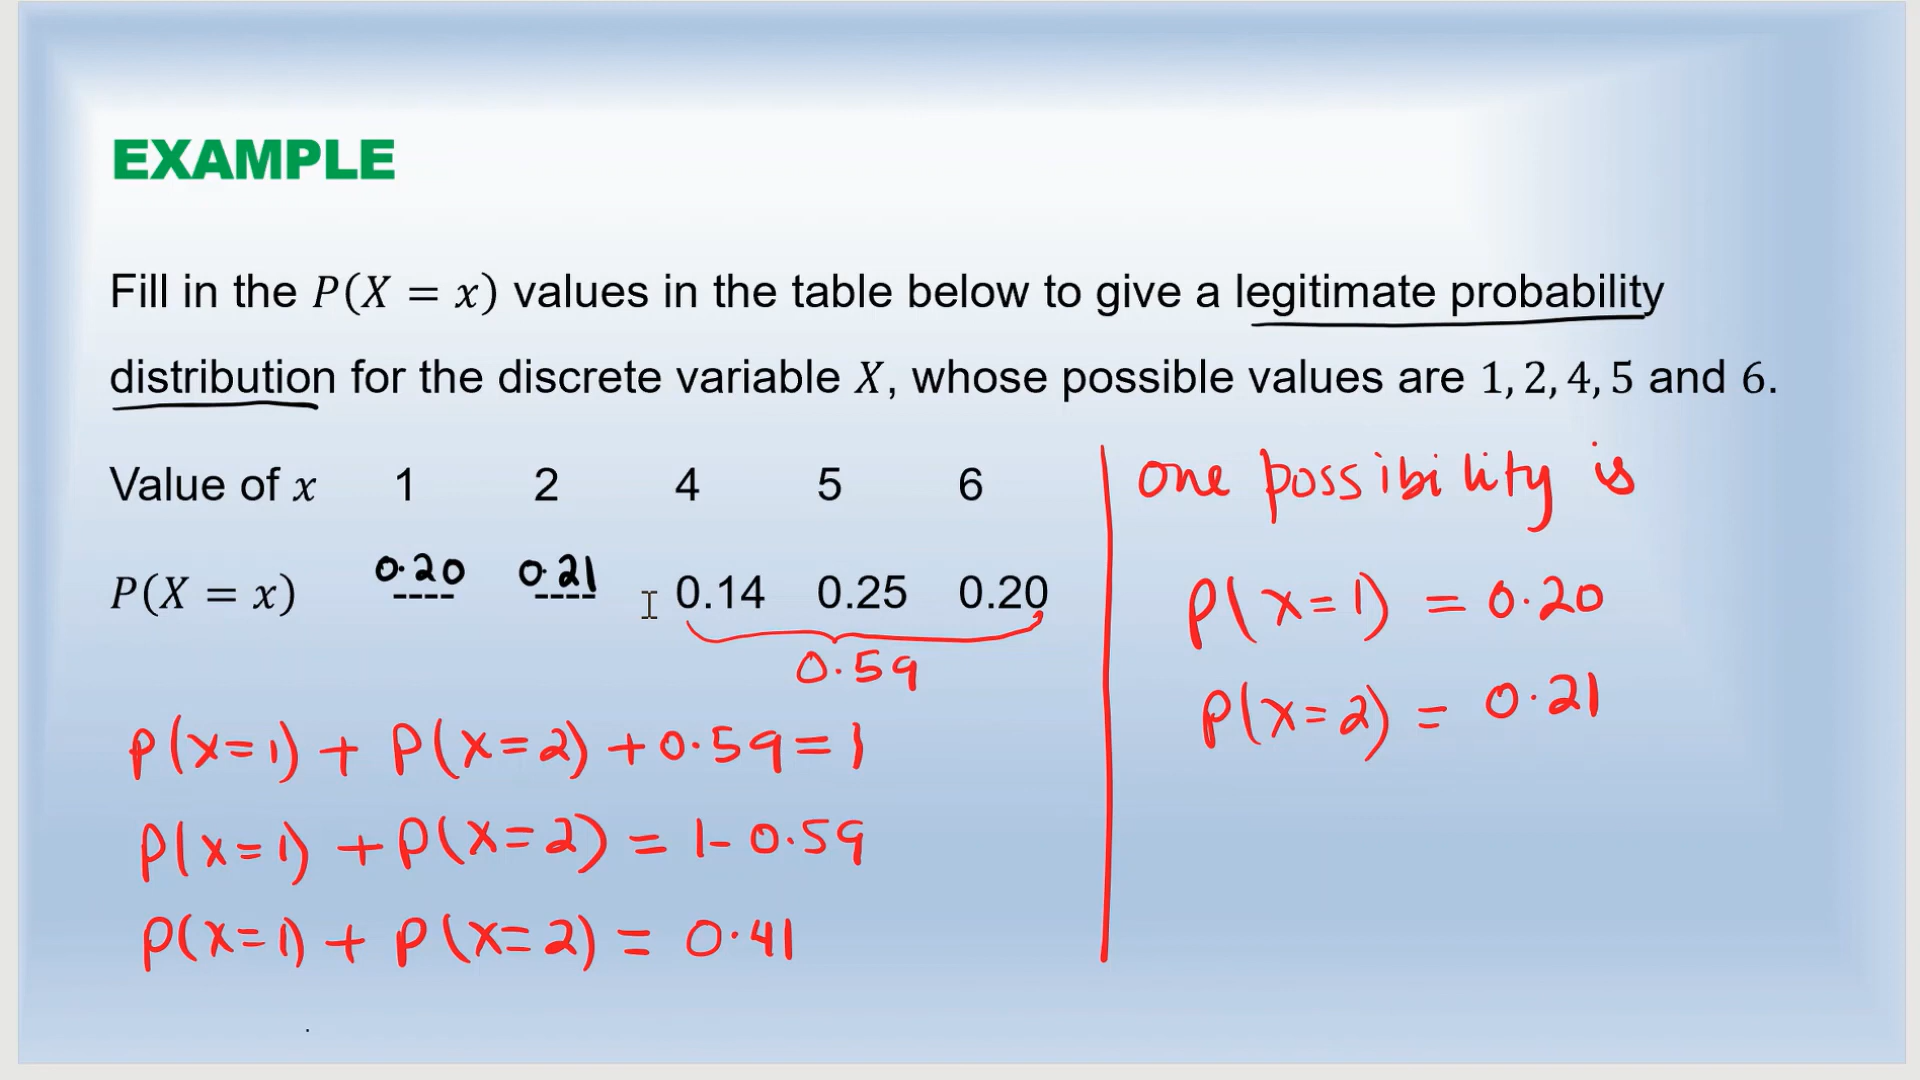 EXAMPLE
Fill in the P(X = x) values in the table below to give a legitimate probability
distribution for the discrete variable X, whose possible values are 1, 2, 4, 5 and 6.
Value of x 1 2 4 5 6
P(X = x) 0.20 0.21 0.14 0.25 0.20
0.59
P(X=1) + P(X=2) + 0.59 = 1
P(X=1) + P(X=2) = 1 - 0.59
P(X=1) + P(X=2) = 0.41
one possibility is
P(X=1) = 0.20
P(X=2) = 0.21